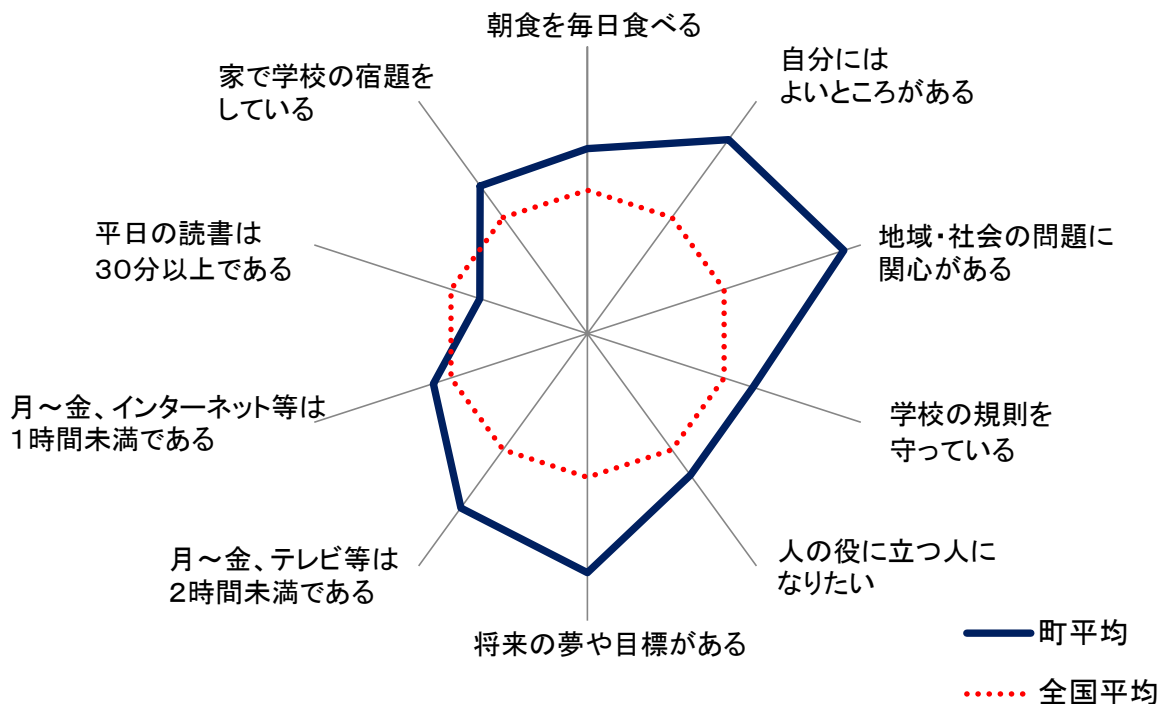 朝食を毎日食べる
自分には
よいところがある
地域・社会の問題に
関心がある
学校の規則を
守っている
人の役に立つ人に
なりたい
将来の夢や目標がある
月～金、テレビ等は
２時間未満である
月～金、インターネット等は
１時間未満である
平日の読書は
３０分以上である
家で学校の宿題を
している
町平均
全国平均